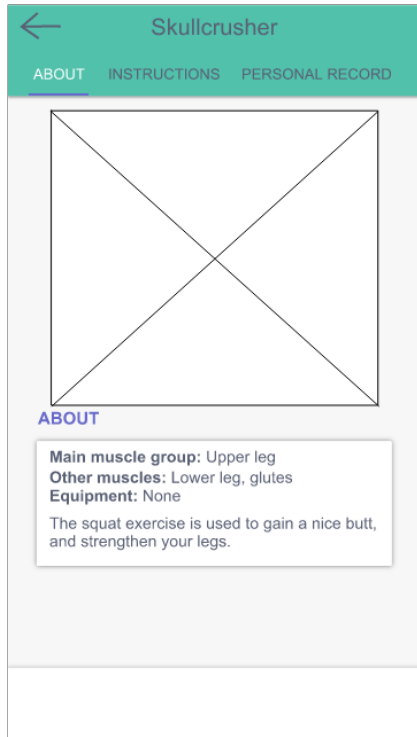 Skullcrusher
ABOUT INSTRUCTIONS PERSONAL RECORD
ABOUT
Main muscle group: Upper leg
Other muscles: Lower leg, glutes
Equipment: None
The squat exercise is used to gain a nice butt,
and strengthen your legs.